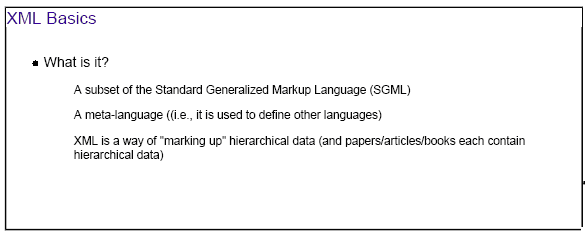 XML Basics
What is it?
A subset of the Standard Generalized Markup Language (SGML)
A meta-language ((i.e., it is used to define other languages)
XML is a way of "marking up" hierarchical data (and papers/articles/books each contain
hierarchical data)